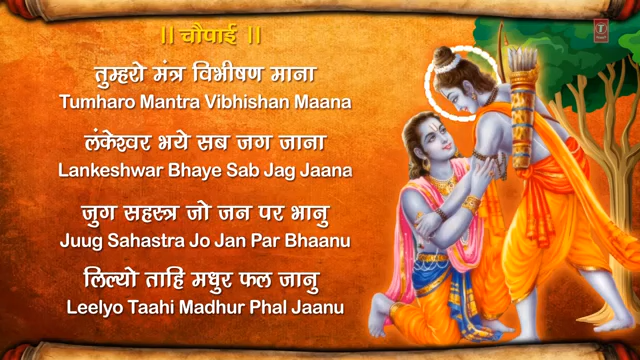 ॥ चौपाई ॥
तुम्हरो मंत्र विभीषण माना
Tumharo Mantra Vibhishan Maana
लंकेश्वर भये सब जग जाना
Lankeshwar Bhaye Sab Jag Jaana
जुग सहस्त्र जो जन पर भानु
Juug Sahastra Jo Jan Par Bhaanu
लिल्यो ताहि मधुर फल जानु
Leelyo Taahi Madhur Phal Jaanu